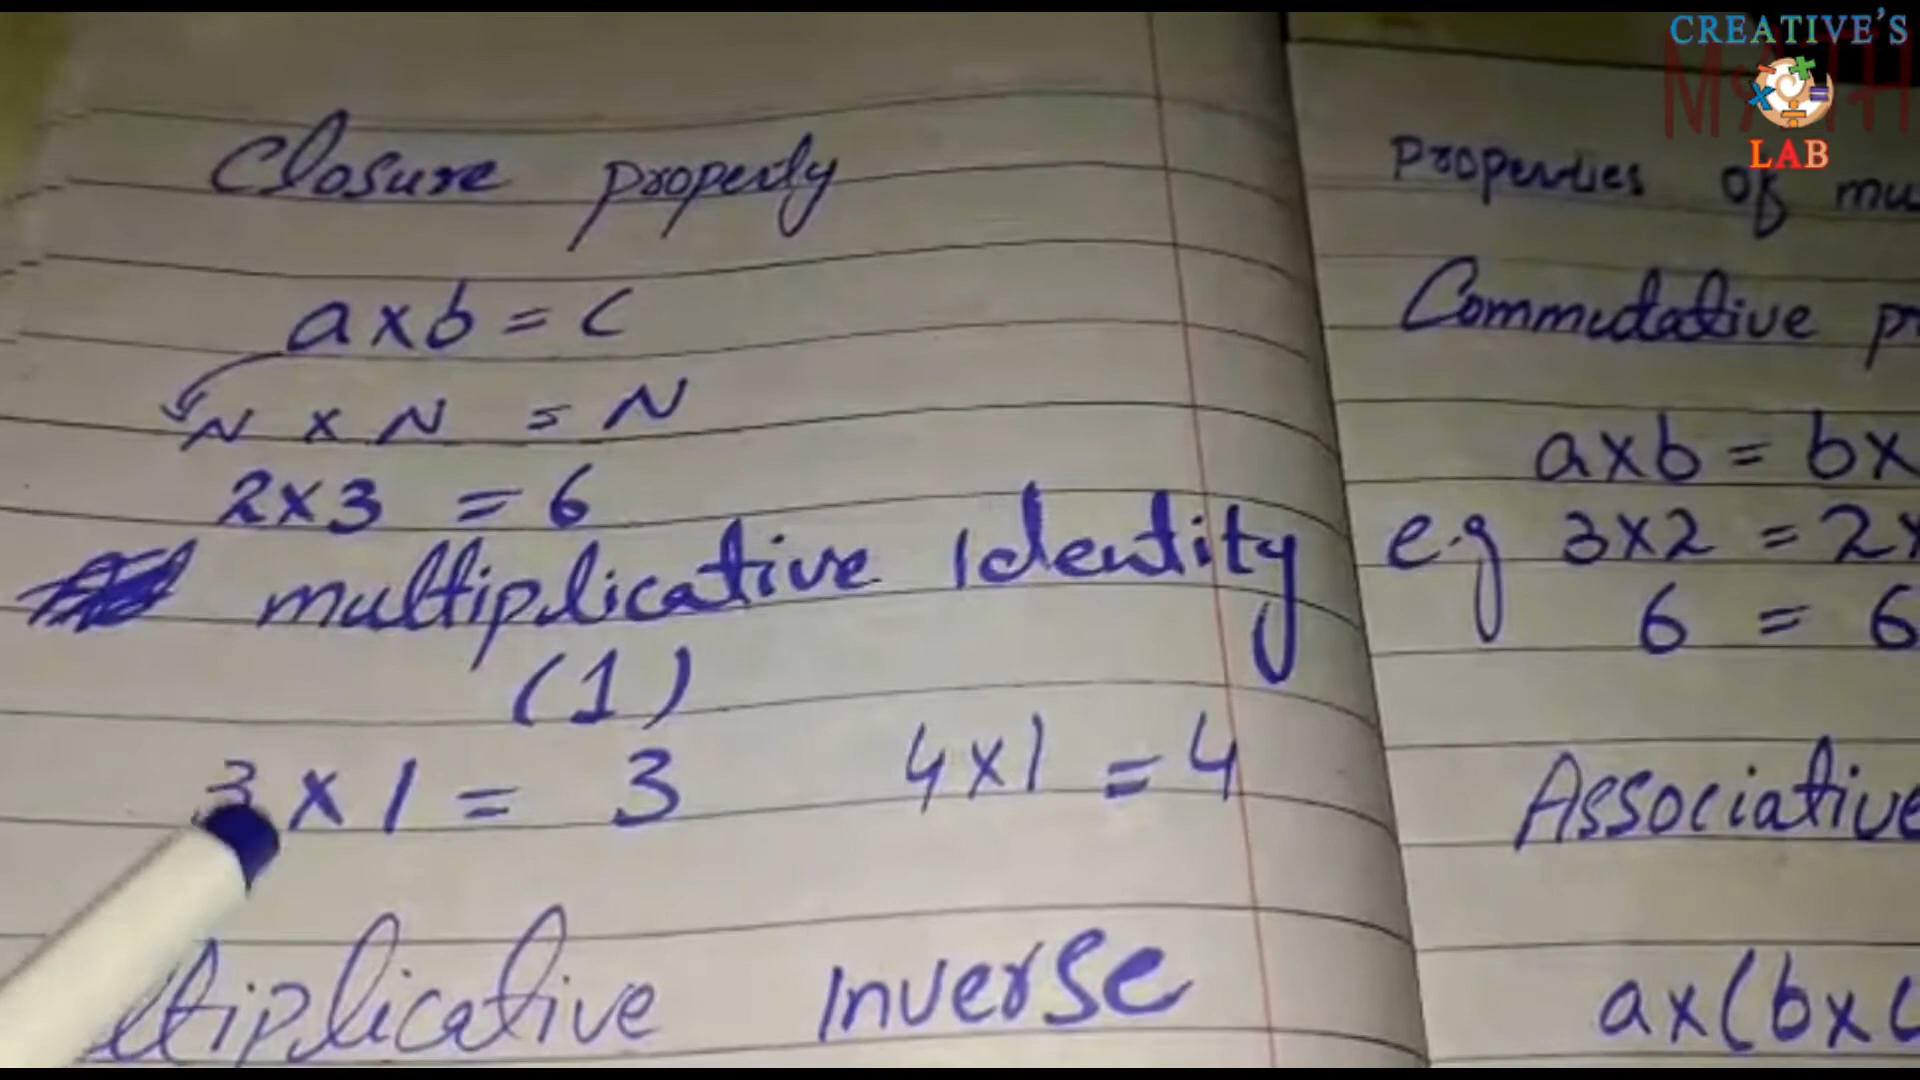 Closure property
a x b = c
N x N = N
2 x 3 = 6
multiplicative Identity
(1)
3 x 1 = 3 4 x 1 = 4
inverse
CREATIVE'S
MATH
LAB
Properties of
Commutative
a x b = b x
e.g 3 x 2 = 2 x
6 = 6
Associative
a x ( b x